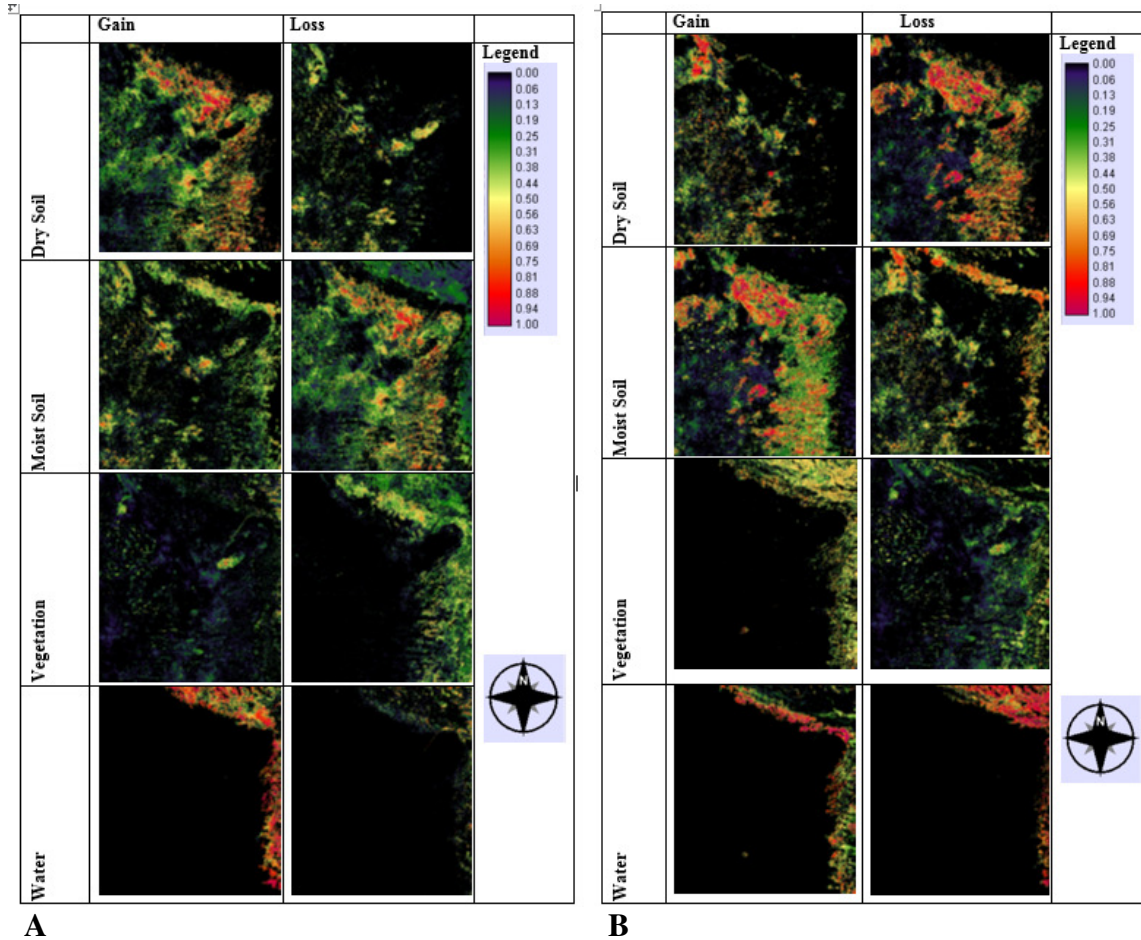 Gain Loss
Legend
0.00
0.06
0.13
0.19
0.25
0.31
0.38
0.44
0.50
0.56
0.63
0.69
0.75
0.81
0.88
0.94
1.00
Dry Soil
Moist Soil
Vegetation
Water
N
A
Gain Loss
Legend
0.00
0.06
0.13
0.19
0.25
0.31
0.38
0.44
0.50
0.56
0.63
0.69
0.75
0.81
0.88
0.94
1.00
Dry Soil
Moist Soil
Vegetation
Water
N
B